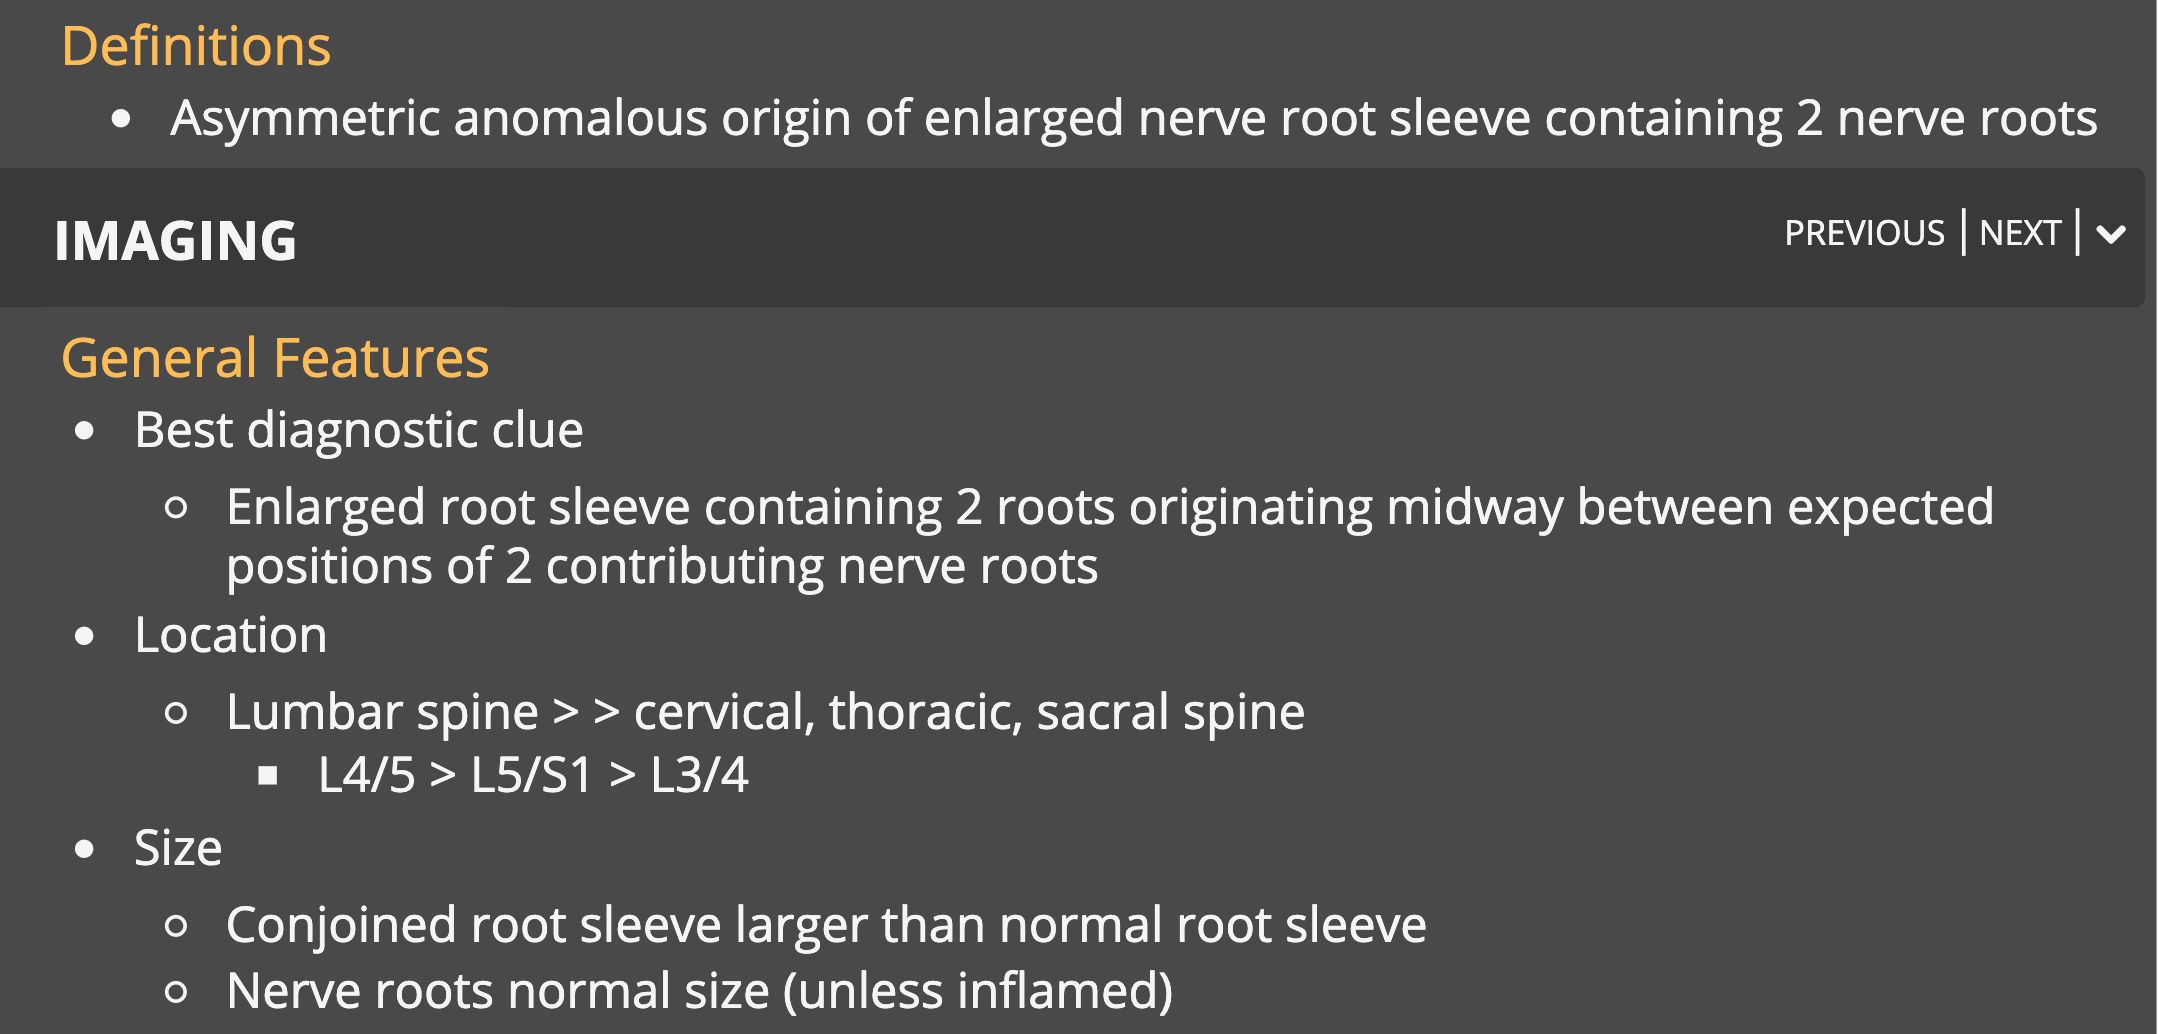 Definitions
• Asymmetric anomalous origin of enlarged nerve root sleeve containing 2 nerve roots
IMAGING
PREVIOUS | NEXT |
General Features
• Best diagnostic clue
○ Enlarged root sleeve containing 2 roots originating midway between expected
positions of 2 contributing nerve roots
• Location
○ Lumbar spine > > cervical, thoracic, sacral spine
▪ L4/5 > L5/S1 > L3/4
• Size
○ Conjoined root sleeve larger than normal root sleeve
○ Nerve roots normal size (unless inflamed)